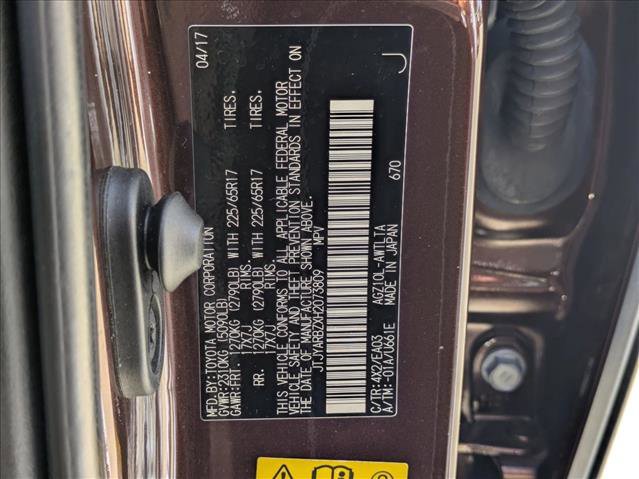 MFD.BY:TOYOTA MOTOR CORPORATION 04/17
GVWR:2310KG (5090LB)
GAWR:FRT. 1270KG (2790LB) WITH 225/65R17 TIRES.
17X7J RIMS.
RR. 1270KG (2790LB) WITH 225/65R17 TIRES.
17X7J RIMS.
THIS VEHICLE CONFORMS TO ALL APPLICABLE FEDERAL MOTOR
VEHICLE SAFETY AND THEFT PREVENTION STANDARDS IN EFFECT ON
THE DATE OF MANUFACTURE SHOWN ABOVE.
JTJYARBZXH2073809 MPV
C/TR:4X2/EA03 AGZ10L-AWTLTA 670
A/TM:-01A/U661E MADE IN JAPAN J